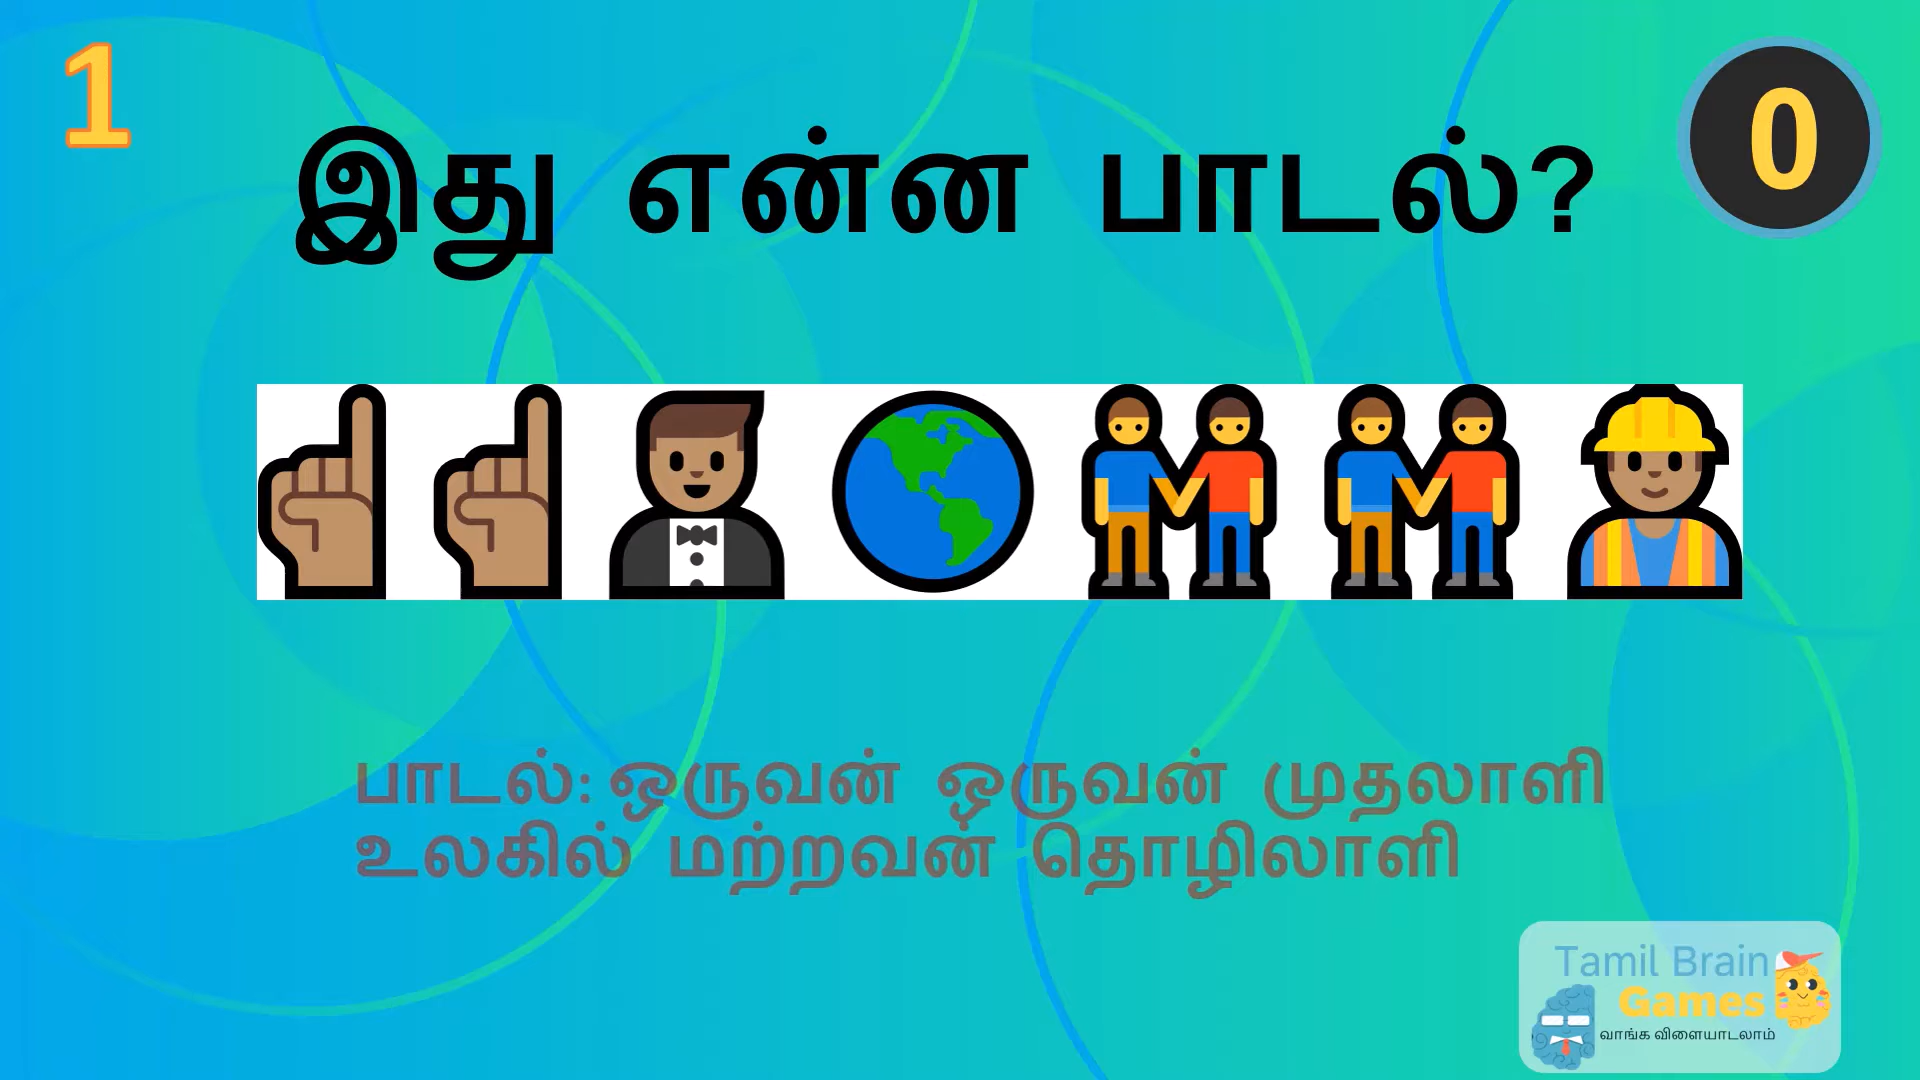 1
இது என்ன பாடல்?
0
பாடல்: ஒருவன் ஒருவன் முதலாளி
உலகில் மற்றவன் தொழிலாளி
Tamil Brain
Games
வாங்க விளையாடலாம்